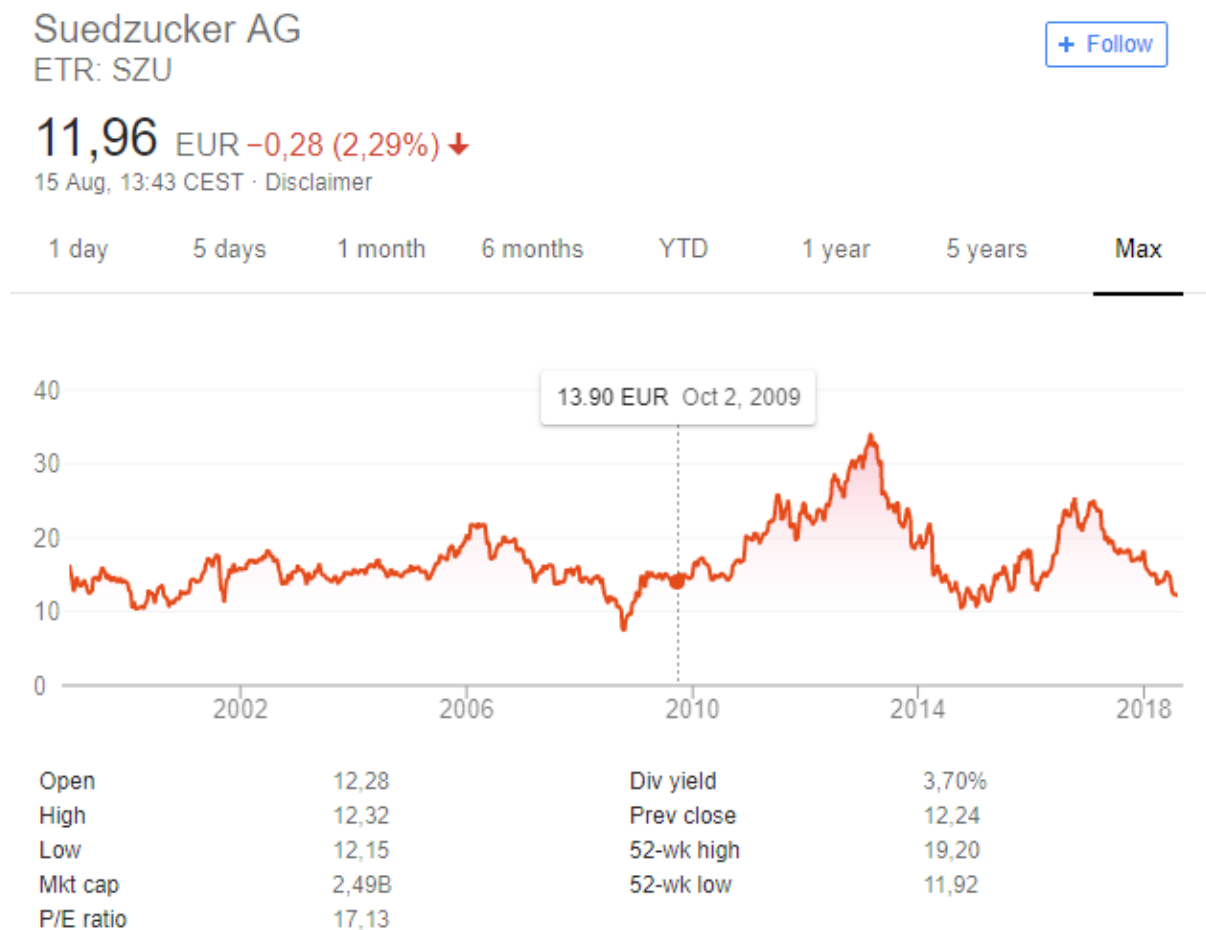 Suedzucker AG
ETR: SZU
+ Follow
11,96 EUR −0,28 (2,29%)
15 Aug, 13:43 CEST · Disclaimer
1 day 5 days 1 month 6 months YTD 1 year 5 years Max
13.90 EUR Oct 2, 2009
40
30
20
10
0
2002 2006 2010 2014 2018
Open 12,28 Div yield 3,70%
High 12,32 Prev close 12,24
Low 12,15 52-wk high 19,20
Mkt cap 2,49B 52-wk low 11,92
P/E ratio 17,13